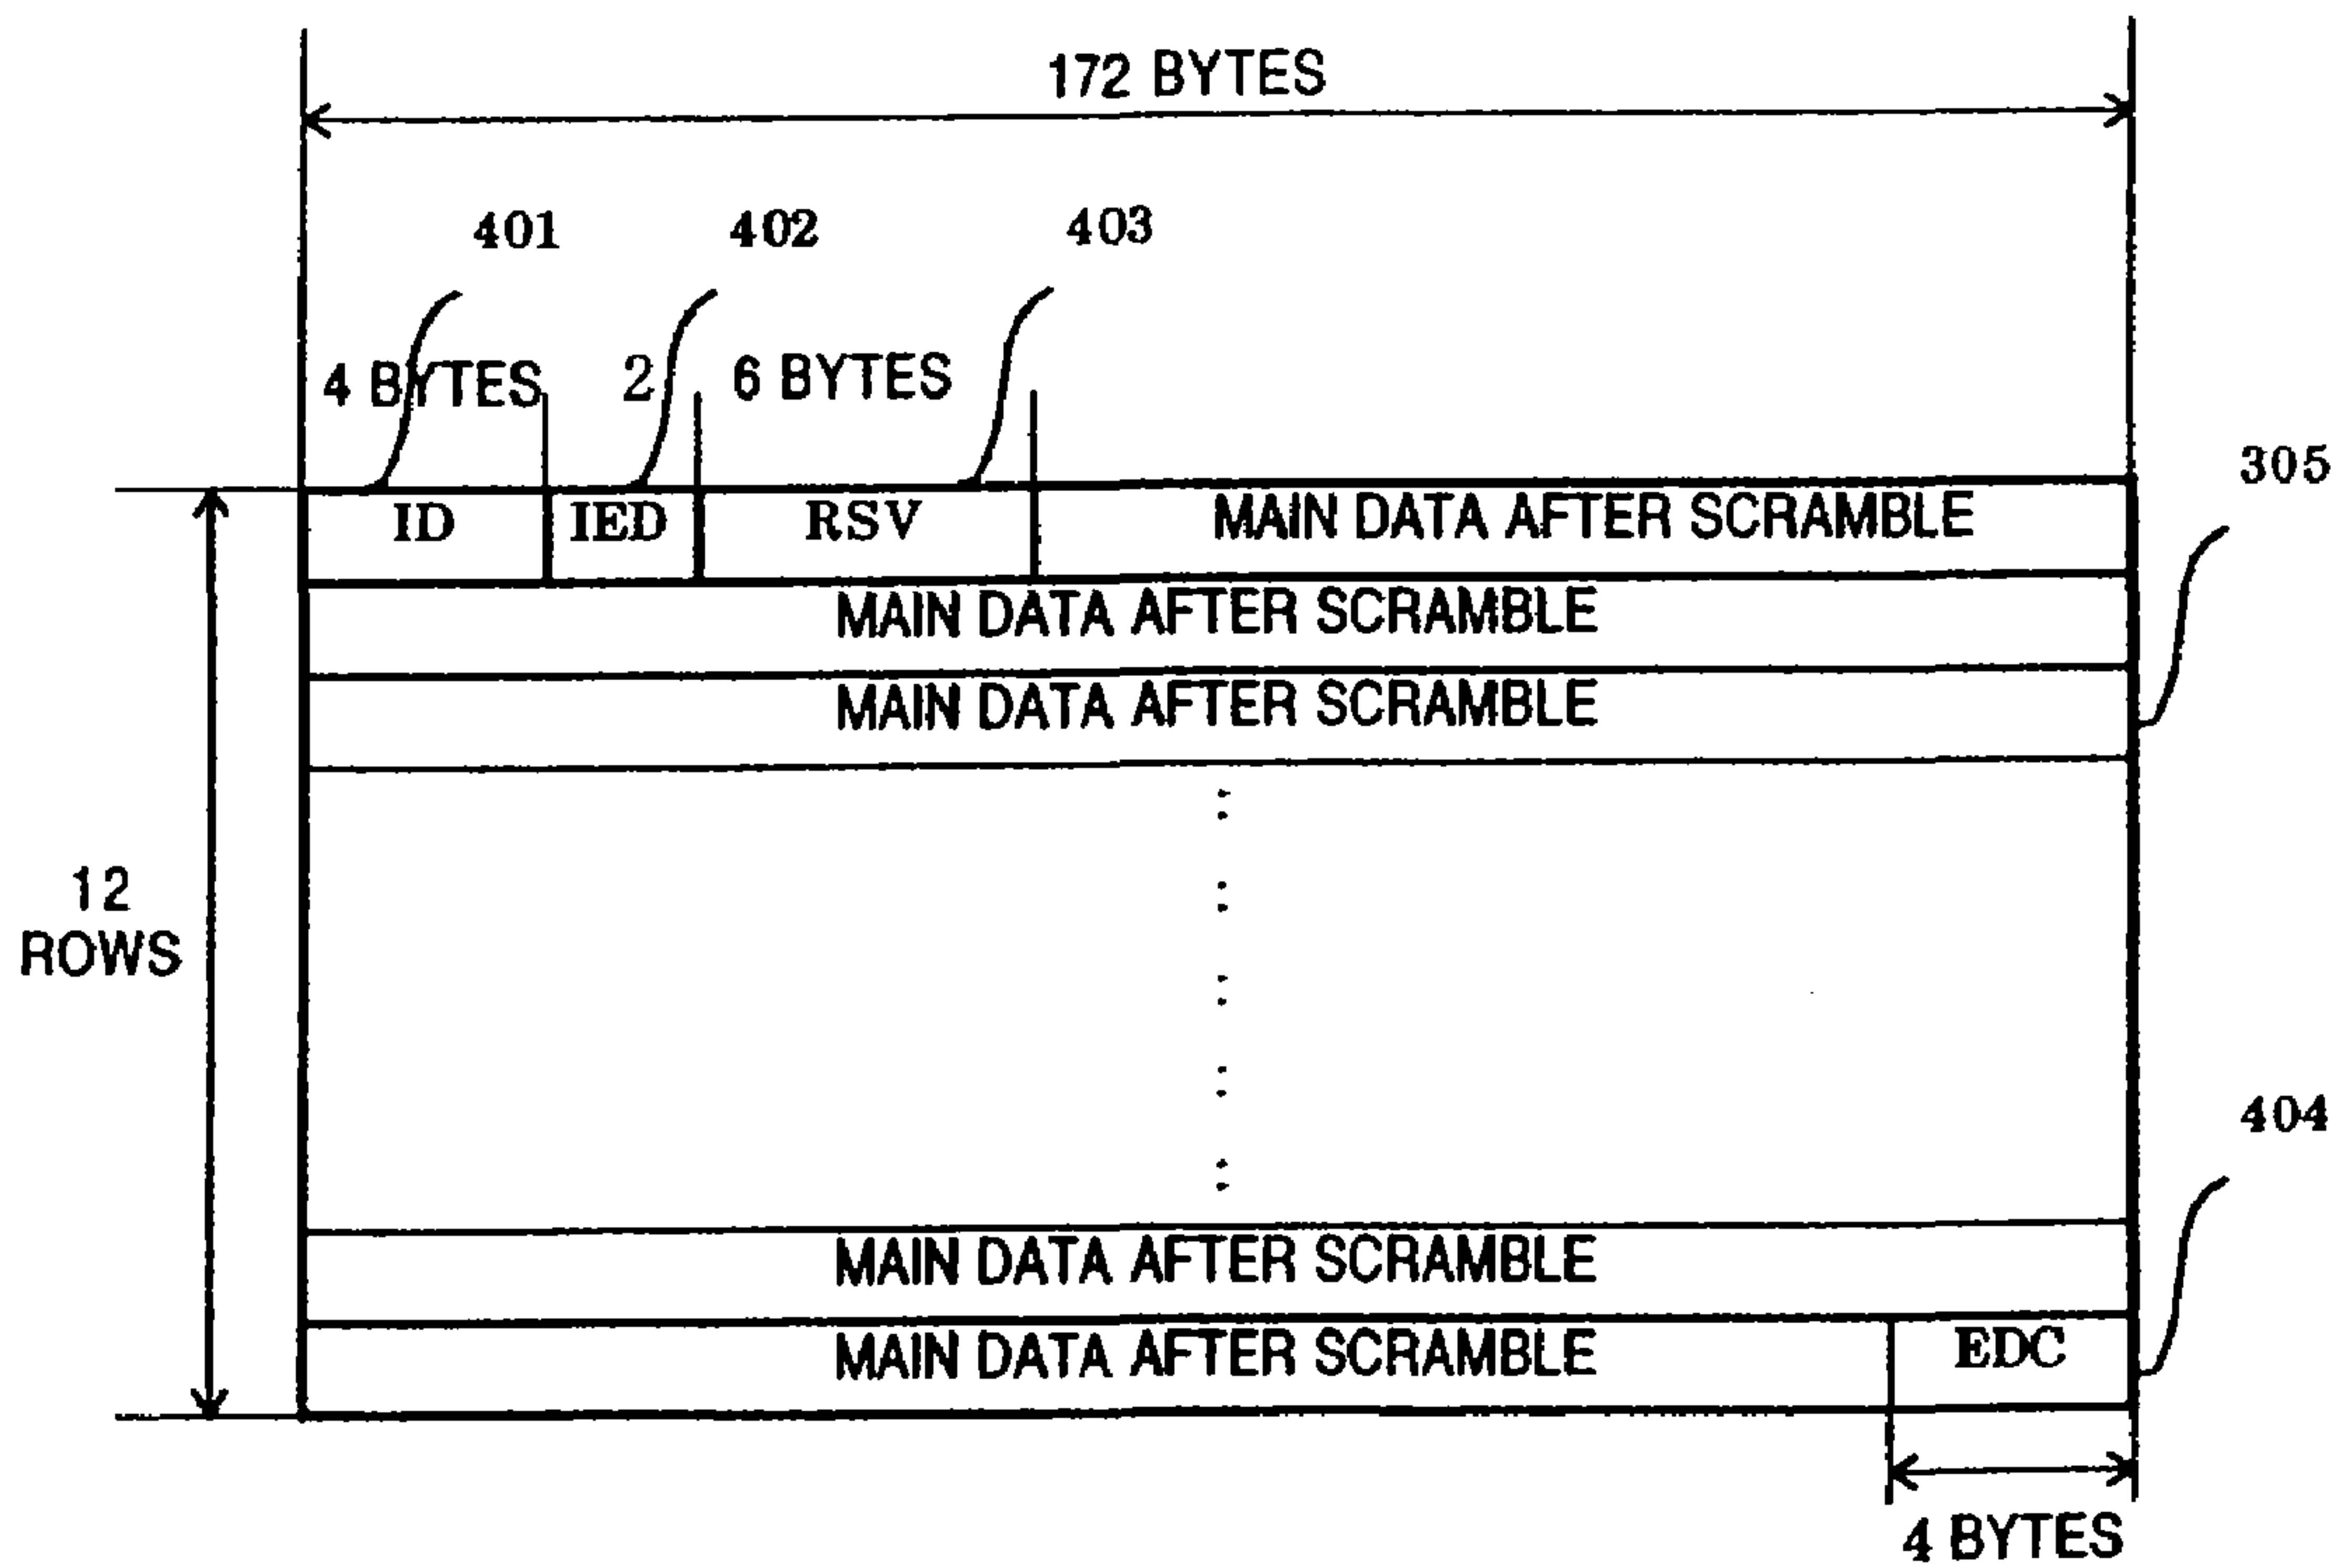 172 BYTES
401 402 403
4 BYTES 2 6 BYTES
305
ID IED RSV MAIN DATA AFTER SCRAMBLE
MAIN DATA AFTER SCRAMBLE
MAIN DATA AFTER SCRAMBLE
12
ROWS
404
MAIN DATA AFTER SCRAMBLE
MAIN DATA AFTER SCRAMBLE EDC
4 BYTES